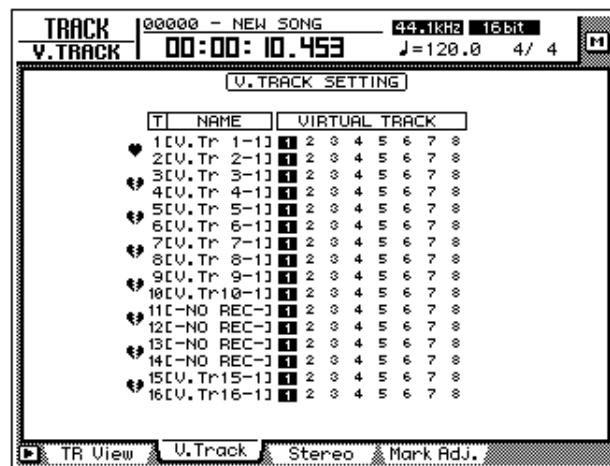 TRACK 00000 - NEW SONG 44.1kHz 16bit M
V.TRACK 00:00: 10.453 ♩=120.0 4/ 4
V.TRACK SETTING
T NAME VIRTUAL TRACK
1[V.Tr 1-1] 1 2 3 4 5 6 7 8
2[V.Tr 2-1] 1 2 3 4 5 6 7 8
3[V.Tr 3-1] 1 2 3 4 5 6 7 8
4[V.Tr 4-1] 1 2 3 4 5 6 7 8
5[V.Tr 5-1] 1 2 3 4 5 6 7 8
6[V.Tr 6-1] 1 2 3 4 5 6 7 8
7[V.Tr 7-1] 1 2 3 4 5 6 7 8
8[V.Tr 8-1] 1 2 3 4 5 6 7 8
9[V.Tr 9-1] 1 2 3 4 5 6 7 8
10[V.Tr10-1] 1 2 3 4 5 6 7 8
11[-NO REC-] 1 2 3 4 5 6 7 8
12[-NO REC-] 1 2 3 4 5 6 7 8
13[-NO REC-] 1 2 3 4 5 6 7 8
14[-NO REC-] 1 2 3 4 5 6 7 8
15[V.Tr15-1] 1 2 3 4 5 6 7 8
16[V.Tr16-1] 1 2 3 4 5 6 7 8
TR View V.Track Stereo Mark Adj.